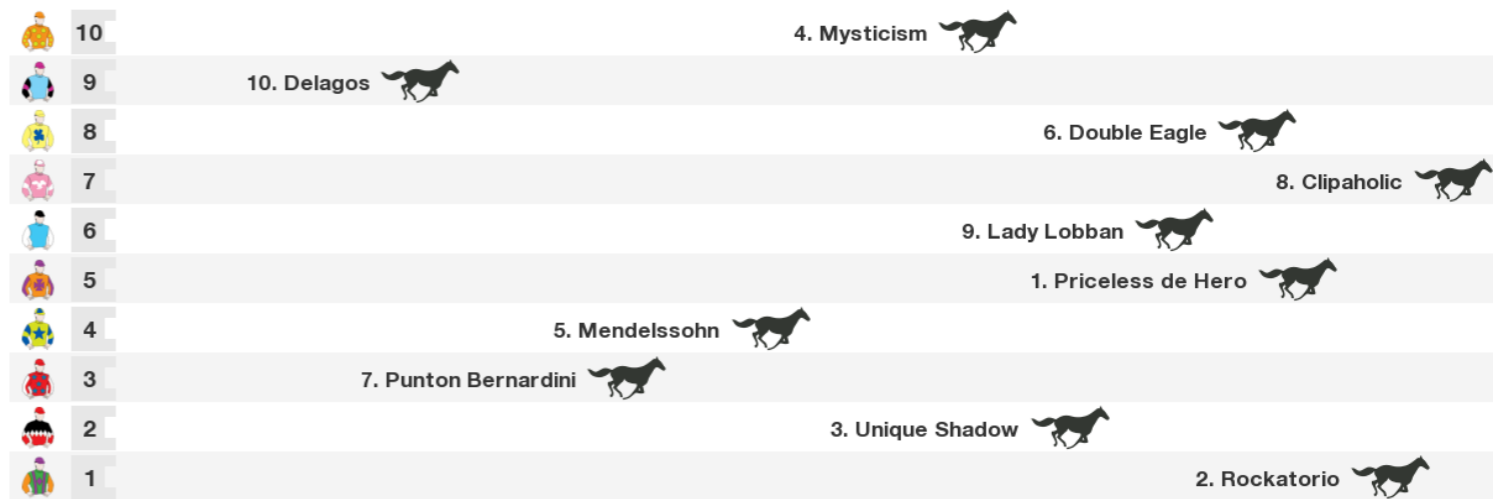 10 4. Mysticism
9 10. Delagos
8 6. Double Eagle
7 8. Clipaholic
6 9. Lady Lobban
5 1. Priceless de Hero
4 5. Mendelssohn
3 7. Punton Bernardini
2 3. Unique Shadow
1 2. Rockatorio